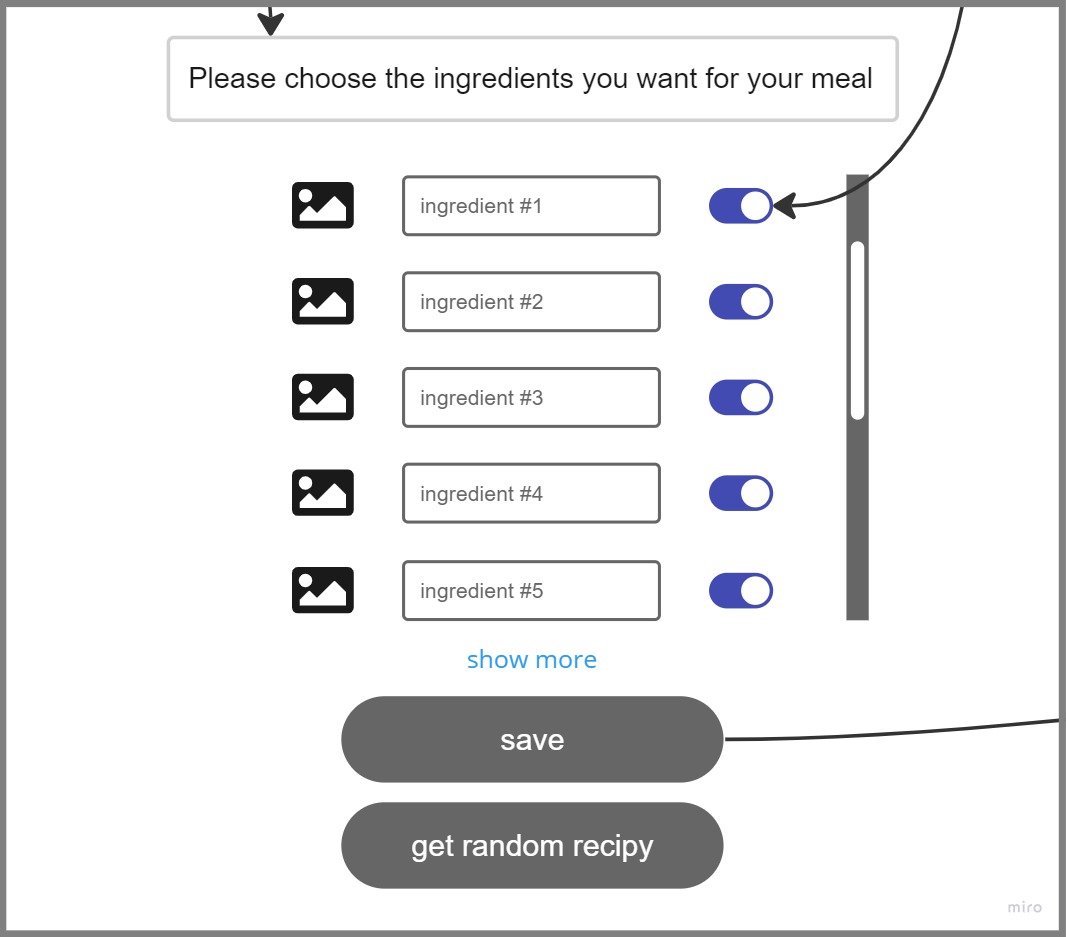 Please choose the ingredients you want for your meal
ingredient #1
ingredient #2
ingredient #3
ingredient #4
ingredient #5
show more
save
get random recipy
miro